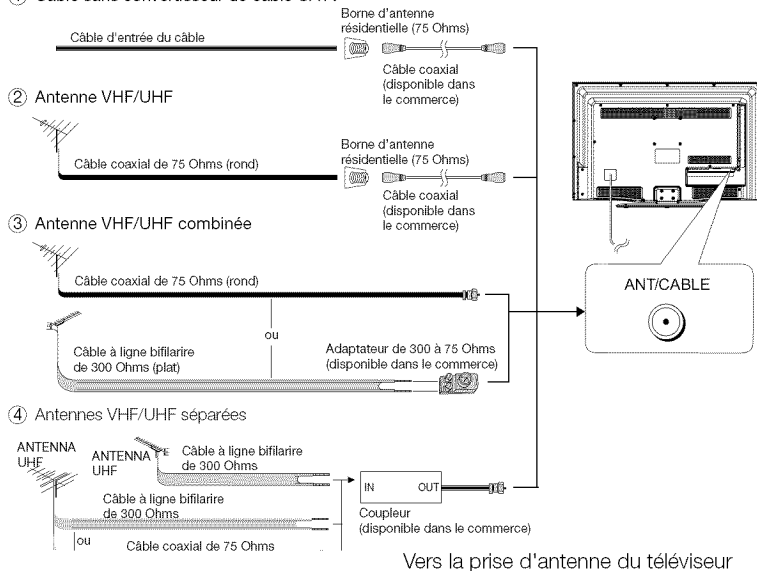 Câble d'entrée du câble
Borne d'antenne
résidentielle (75 Ohms)
Câble coaxial
(disponible dans
le commerce)
② Antenne VHF/UHF
Câble coaxial de 75 Ohms (rond)
Borne d'antenne
résidentielle (75 Ohms)
Câble coaxial
(disponible dans
le commerce)
③ Antenne VHF/UHF combinée
Câble coaxial de 75 Ohms (rond)
ou
Câble à ligne bifilarire
de 300 Ohms (plat)
Adaptateur de 300 à 75 Ohms
(disponible dans le commerce)
ANT/CABLE
④ Antennes VHF/UHF séparées
ANTENNA
UHF
ANTENNA
UHF
Câble à ligne bifilarire
de 300 Ohms
Câble à ligne bifilarire
de 300 Ohms
ou
Câble coaxial de 75 Ohms
IN OUT
Coupleur
(disponible dans le commerce)
Vers la prise d'antenne du téléviseur